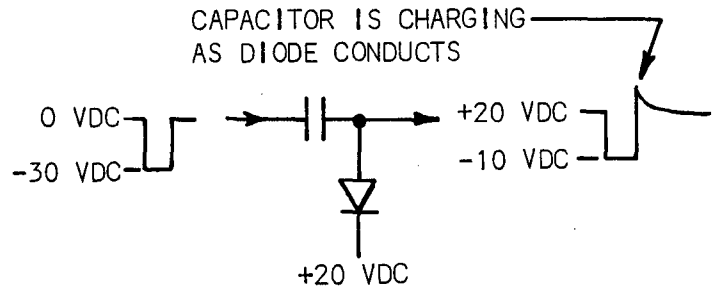 CAPACITOR IS CHARGING
AS DIODE CONDUCTS
0 VDC
-30 VDC
+20 VDC
-10 VDC
+20 VDC